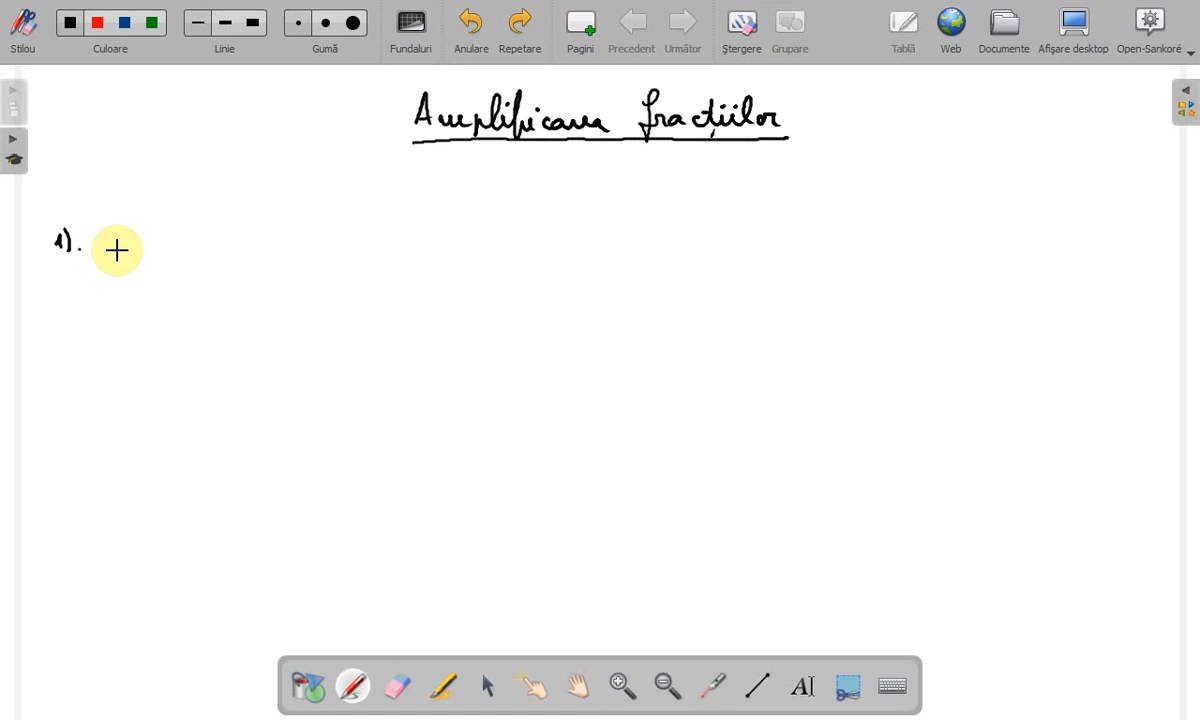 Stilou Culoare Linie Gumă Fundaluri Anulare Repetare Pagini Precedent Următor Ștergere Grupare Tablă Web Documente Afișare desktop Open-Sankoré
Amplificarea fracțiilor
1).
AI